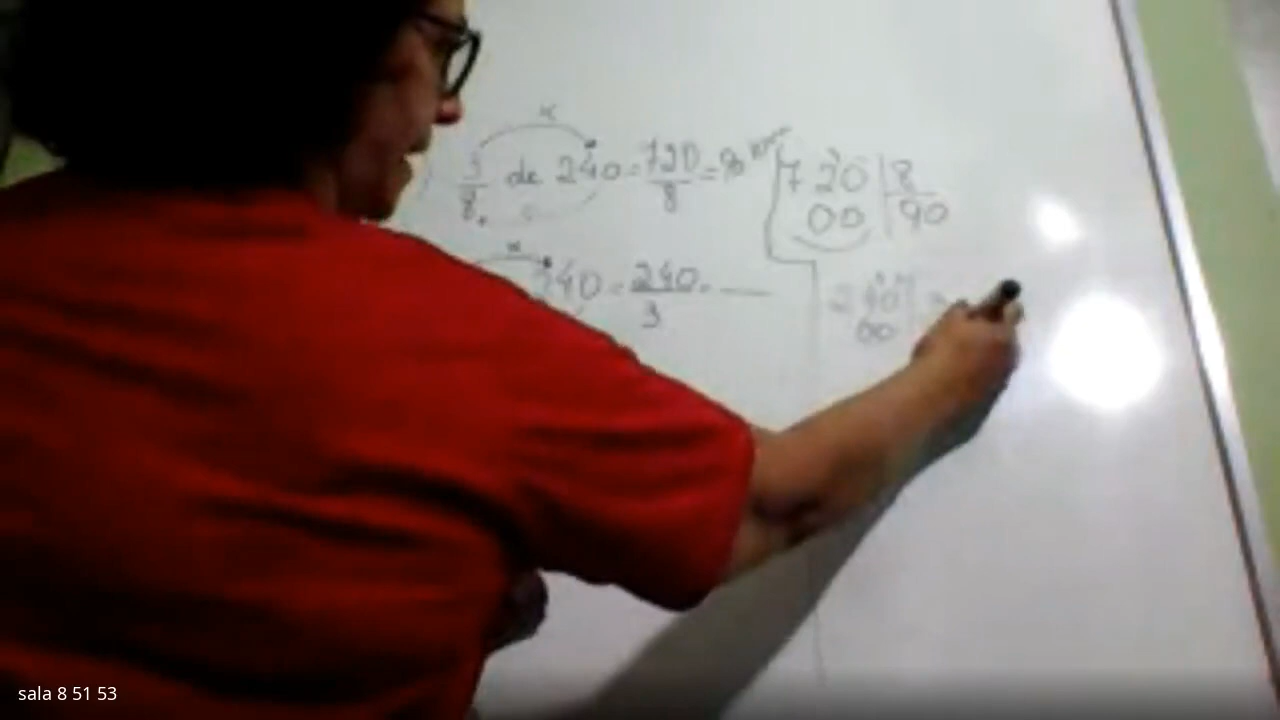 3/8 de 240 = 720/8 = 90
720 | 8
00 90
240 = 240/3 = —
240
00
sala 8 51 53